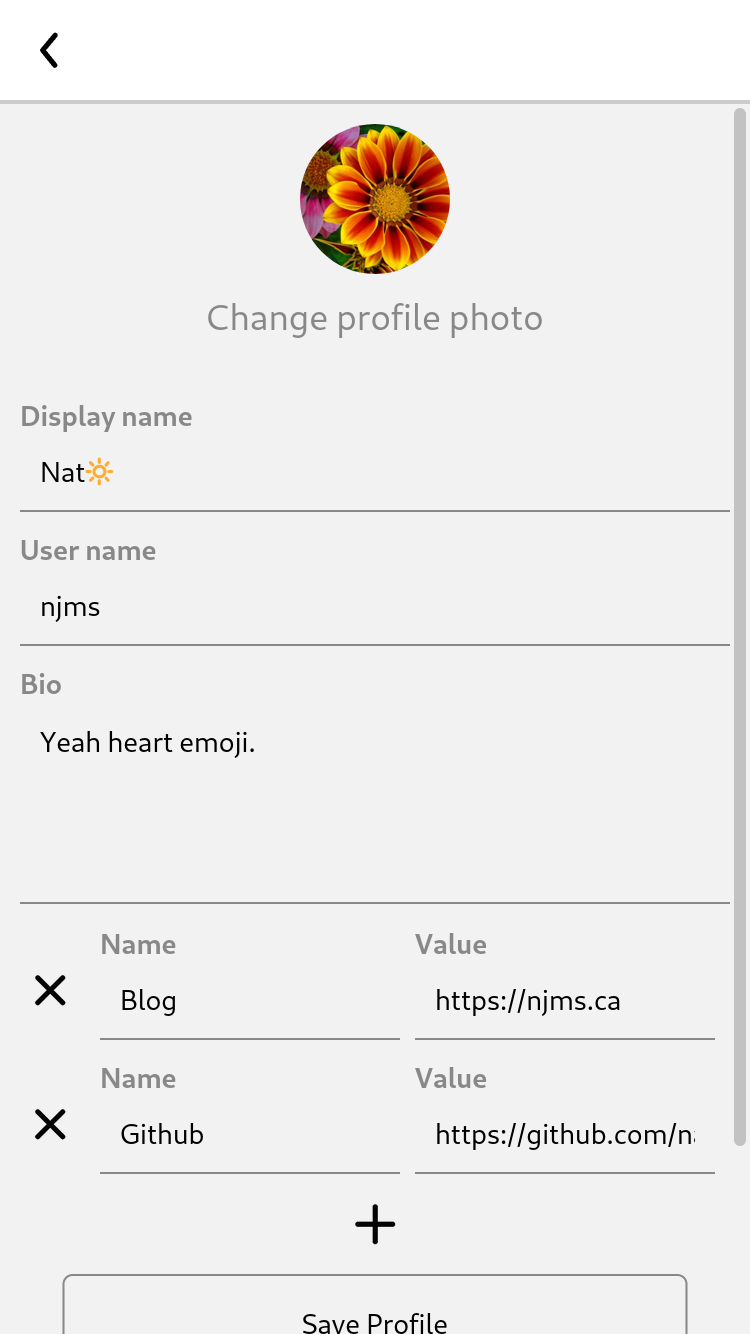 Change profile photo
Display name
Nat🔆
User name
njms
Bio
Yeah heart emoji.
Name Value
Blog https://njms.ca
Name Value
Github https://github.com/n
Save Profile